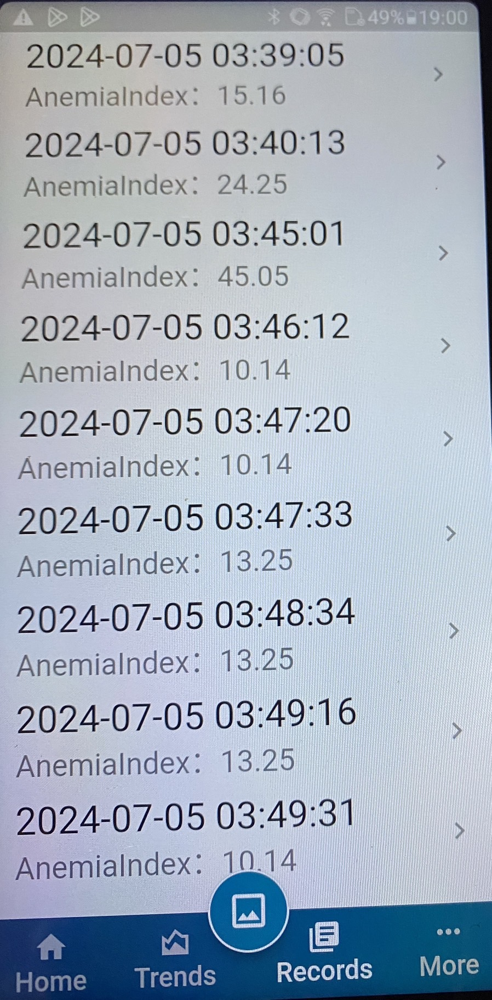 49% 19:00
2024-07-05 03:39:05
AnemiaIndex: 15.16
2024-07-05 03:40:13
AnemiaIndex: 24.25
2024-07-05 03:45:01
AnemiaIndex: 45.05
2024-07-05 03:46:12
AnemiaIndex: 10.14
2024-07-05 03:47:20
AnemiaIndex: 10.14
2024-07-05 03:47:33
AnemiaIndex: 13.25
2024-07-05 03:48:34
AnemiaIndex: 13.25
2024-07-05 03:49:16
AnemiaIndex: 13.25
2024-07-05 03:49:31
AnemiaIndex: 10.14
Home Trends Records More